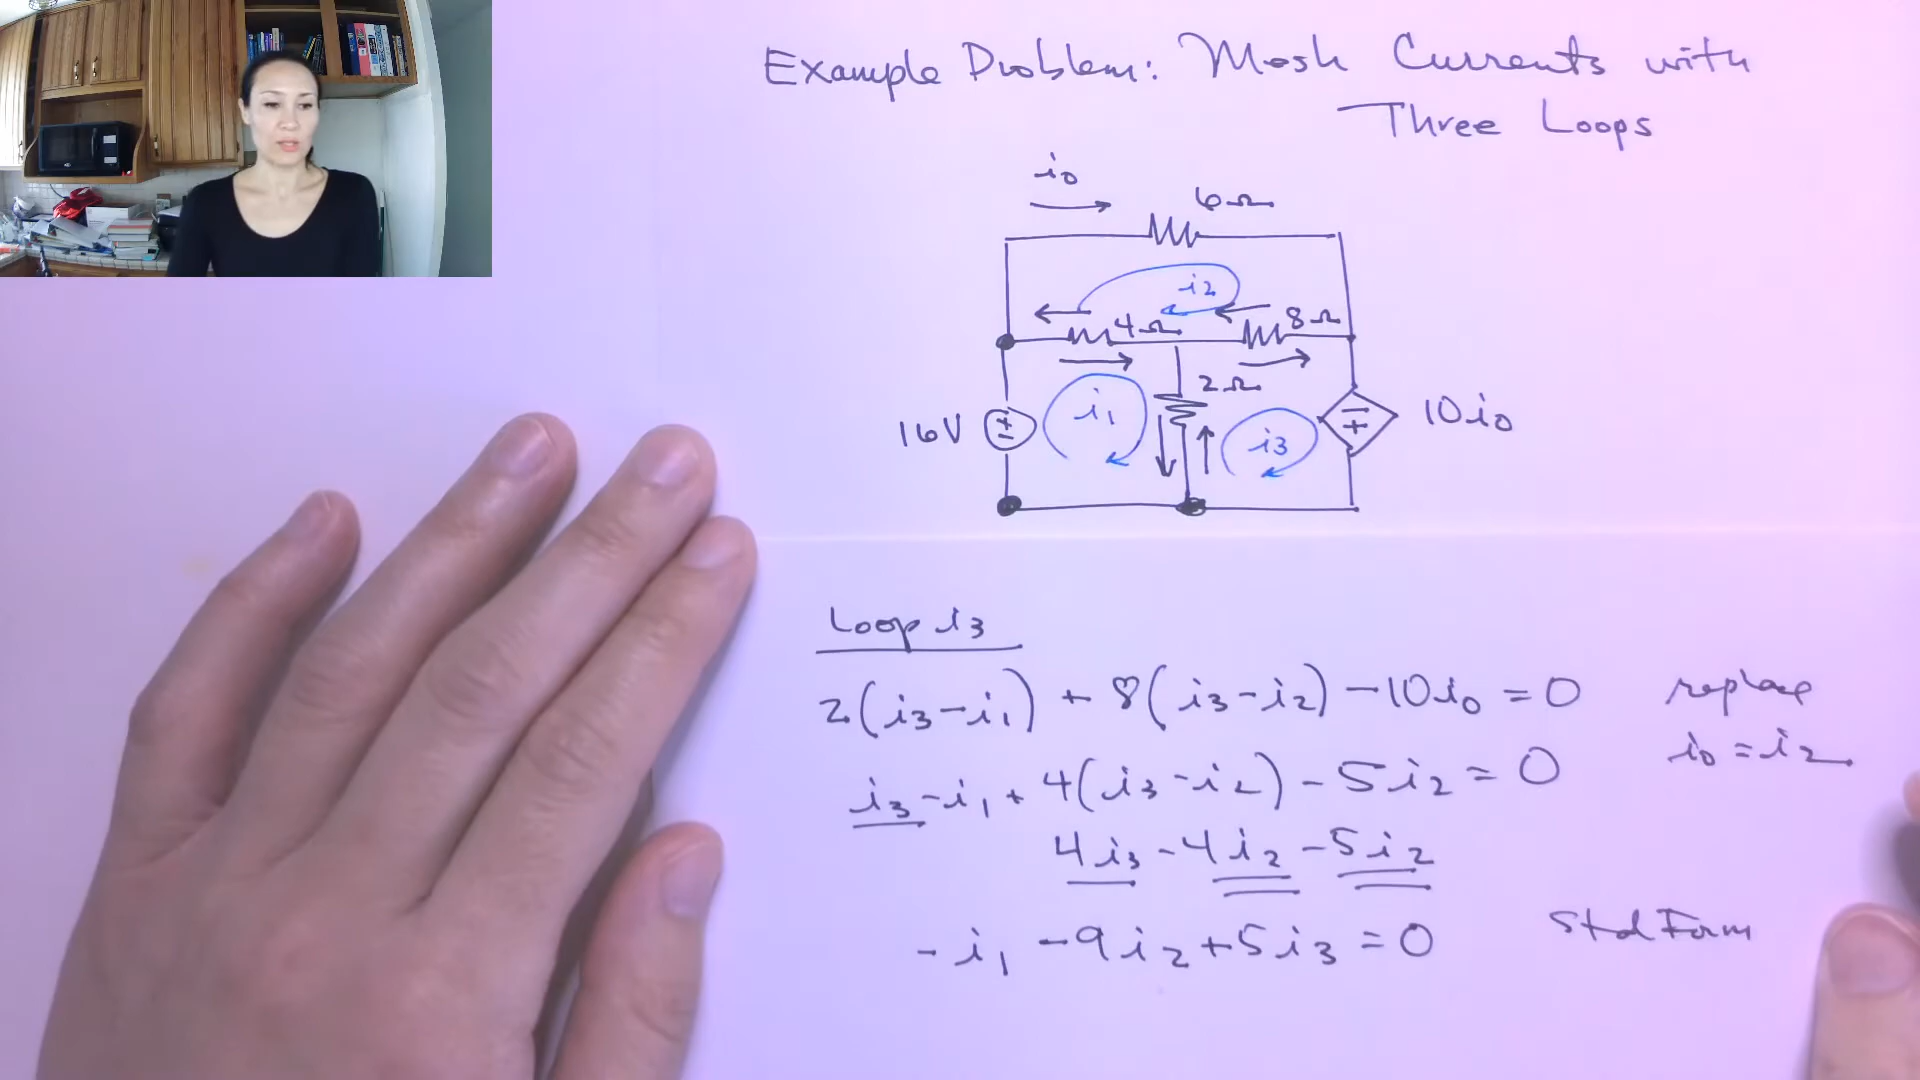 Example Problem: Mesh Currents with
Three Loops
i0
6Ω
i2
4Ω
8Ω
2Ω
16V
+
−
i1
i3
−
+
10i0
Loop i3
2(i3-i1) + 8(i3-i2) -10i0 = 0
replace
i0 = i2
i3 - i1 + 4(i3 - i2) - 5i2 = 0
4i3 - 4i2 - 5i2
-i1 -9i2 +5i3 = 0
Std Form